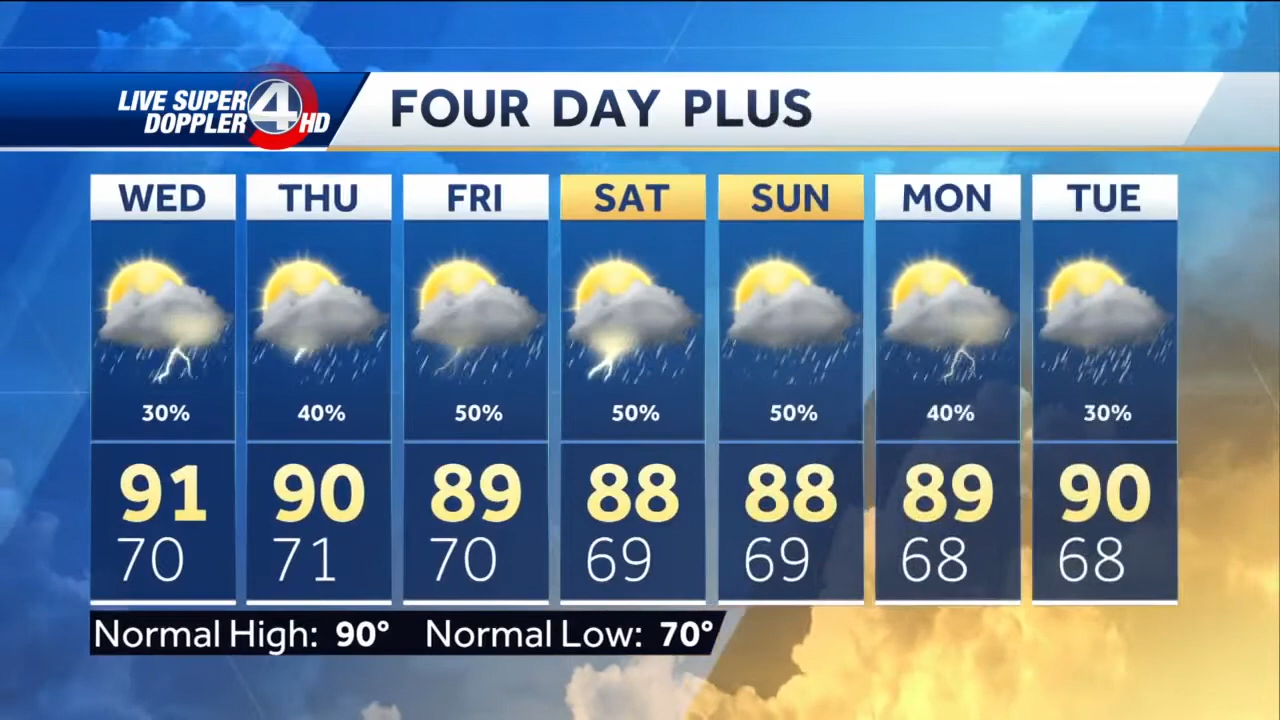 LIVE SUPER
DOPPLER 4 HD
FOUR DAY PLUS
WED THU FRI SAT SUN MON TUE
30% 40% 50% 50% 50% 40% 30%
91 90 89 88 88 89 90
70 71 70 69 69 68 68
Normal High: 90° Normal Low: 70°